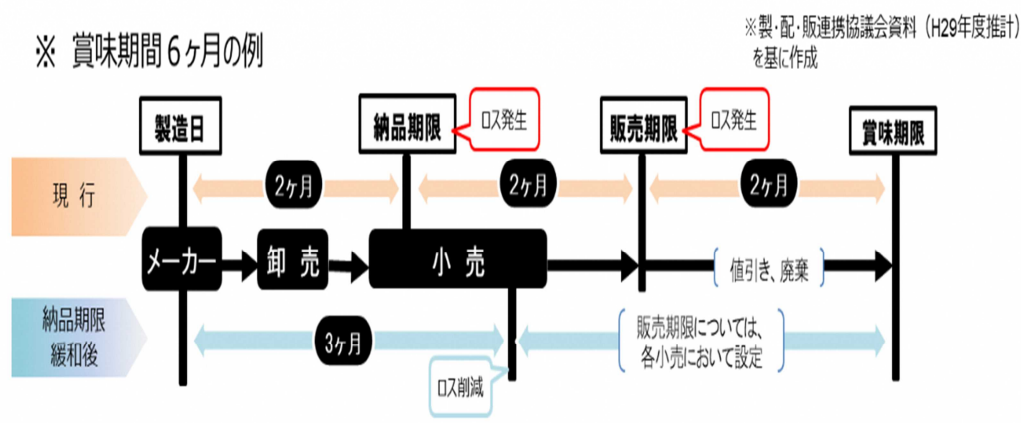 ※ 賞味期間６ヶ月の例
※製・配・販連携協議会資料（H29年度推計）
を基に作成
製造日
納品期限
ロス発生
販売期限
ロス発生
賞味期限
現 行
2ヶ月
2ヶ月
2ヶ月
メーカー
卸 売
小 売
値引き、廃棄
納品期限
緩和後
3ヶ月
販売期限については、
各小売において設定
ロス削減